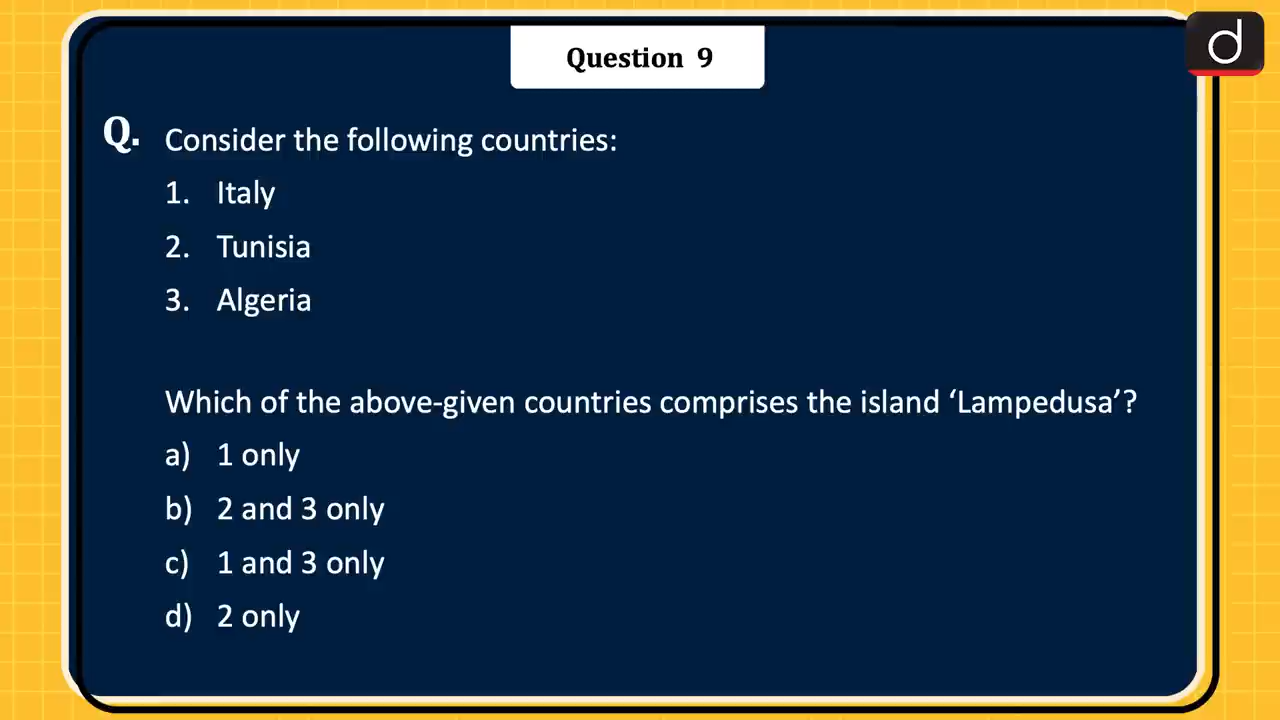 Question 9
d
Q. Consider the following countries:
1. Italy
2. Tunisia
3. Algeria
Which of the above-given countries comprises the island ‘Lampedusa’?
a) 1 only
b) 2 and 3 only
c) 1 and 3 only
d) 2 only